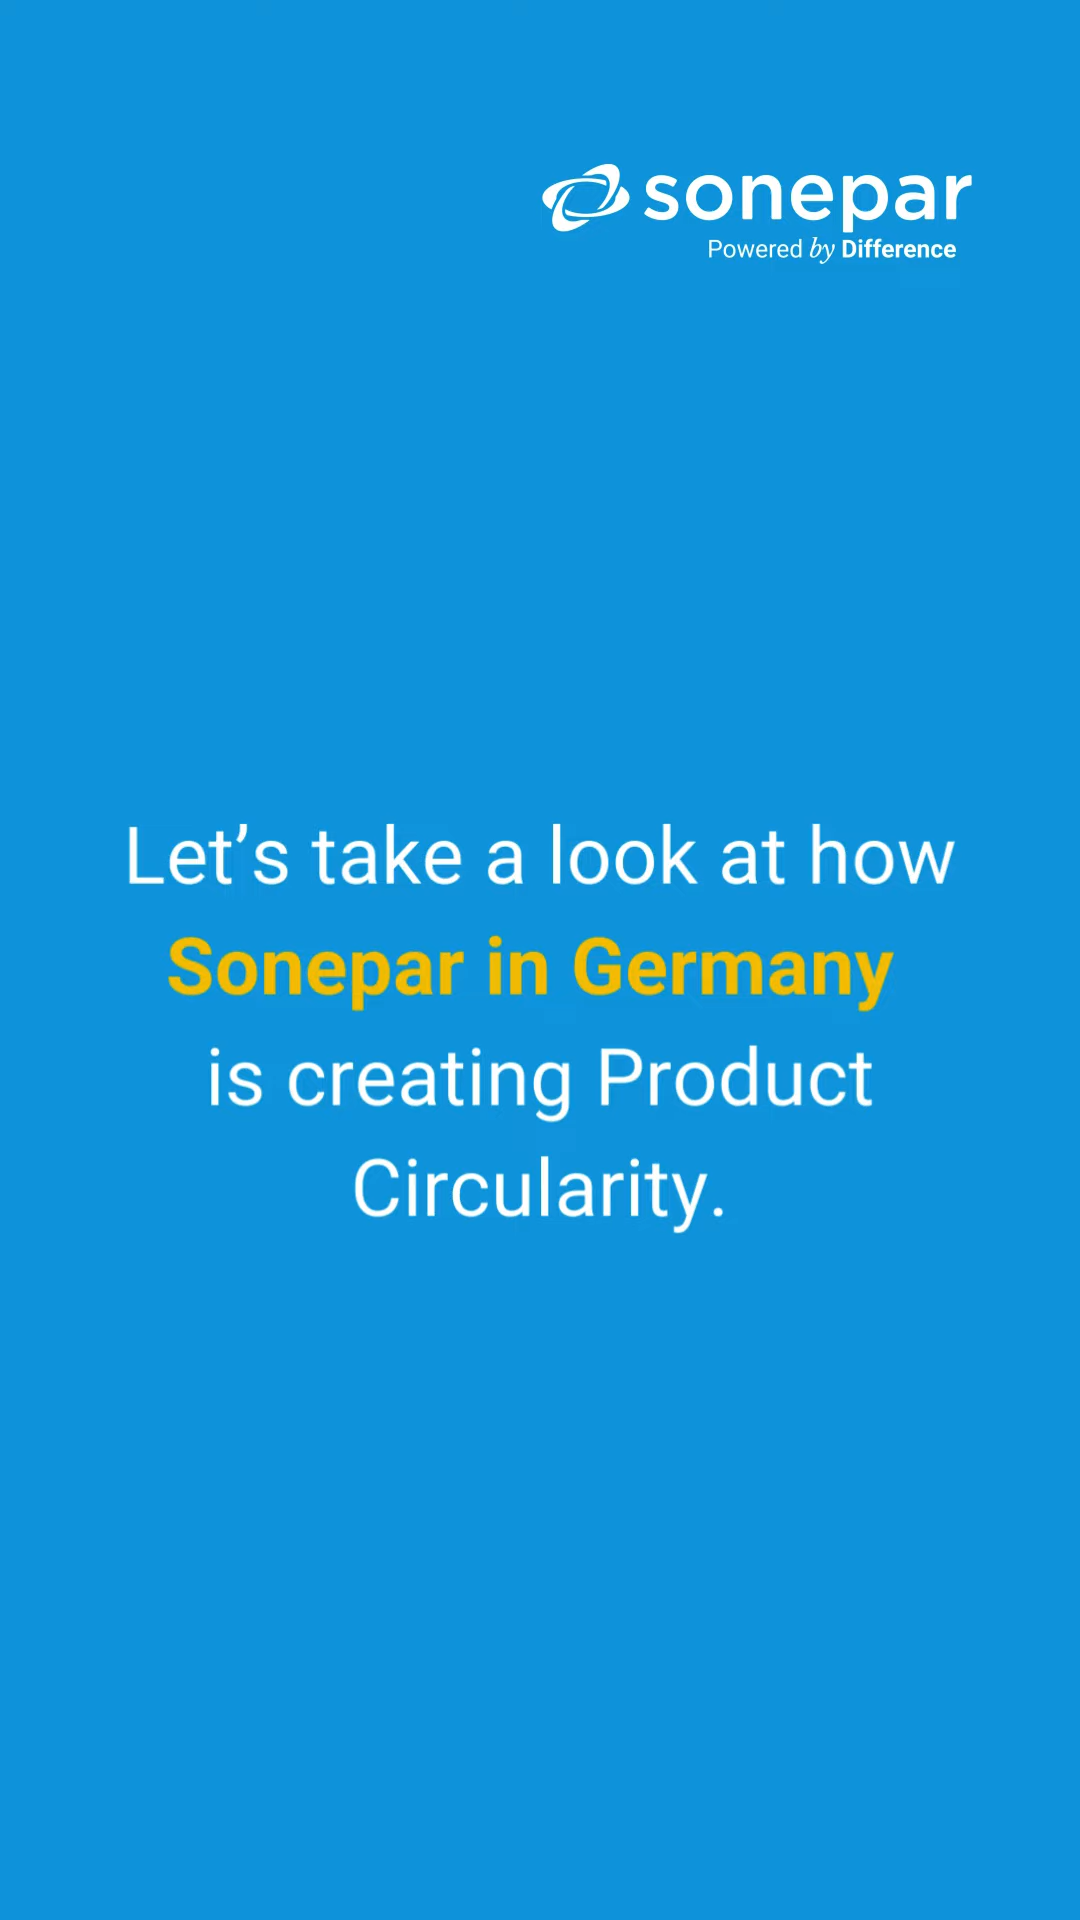 sonepar
Powered by Difference
Let’s take a look at how
Sonepar in Germany
is creating Product
Circularity.